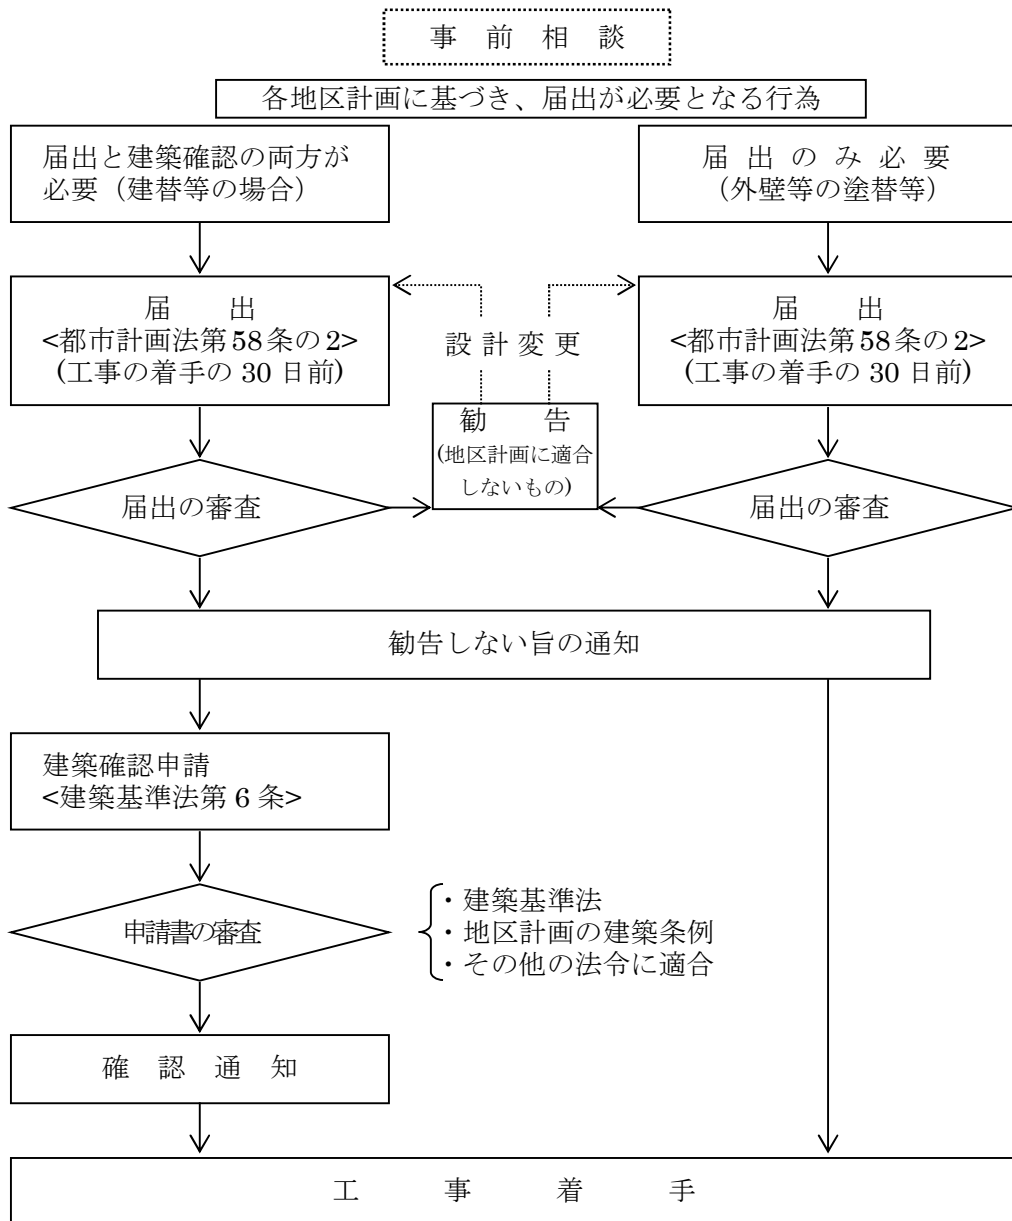 事前相談
各地区計画に基づき、届出が必要となる行為
届出と建築確認の両方が
必要（建替等の場合）
届出のみ必要
（外壁等の塗替等）
届出
<都市計画法第58条の2>
(工事の着手の30日前)
設計変更
届出
<都市計画法第58条の2>
(工事の着手の30日前)
勧告
(地区計画に適合
しないもの)
届出の審査
届出の審査
勧告しない旨の通知
建築確認申請
<建築基準法第6条>
申請書の審査
・建築基準法
・地区計画の建築条例
・その他の法令に適合
確認通知
工事着手